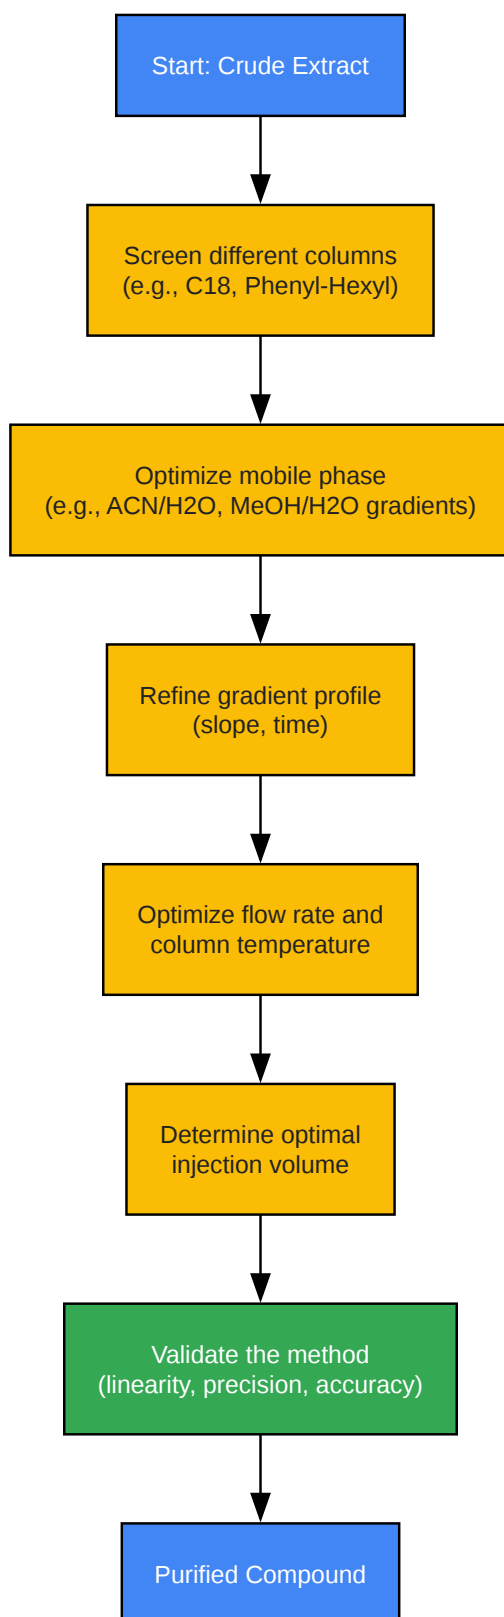 Start: Crude Extract
Screen different columns
(e.g., C18, Phenyl-Hexyl)
Optimize mobile phase
(e.g., ACN/H2O, MeOH/H2O gradients)
Refine gradient profile
(slope, time)
Optimize flow rate and
column temperature
Determine optimal
injection volume
Validate the method
(linearity, precision, accuracy)
Purified Compound